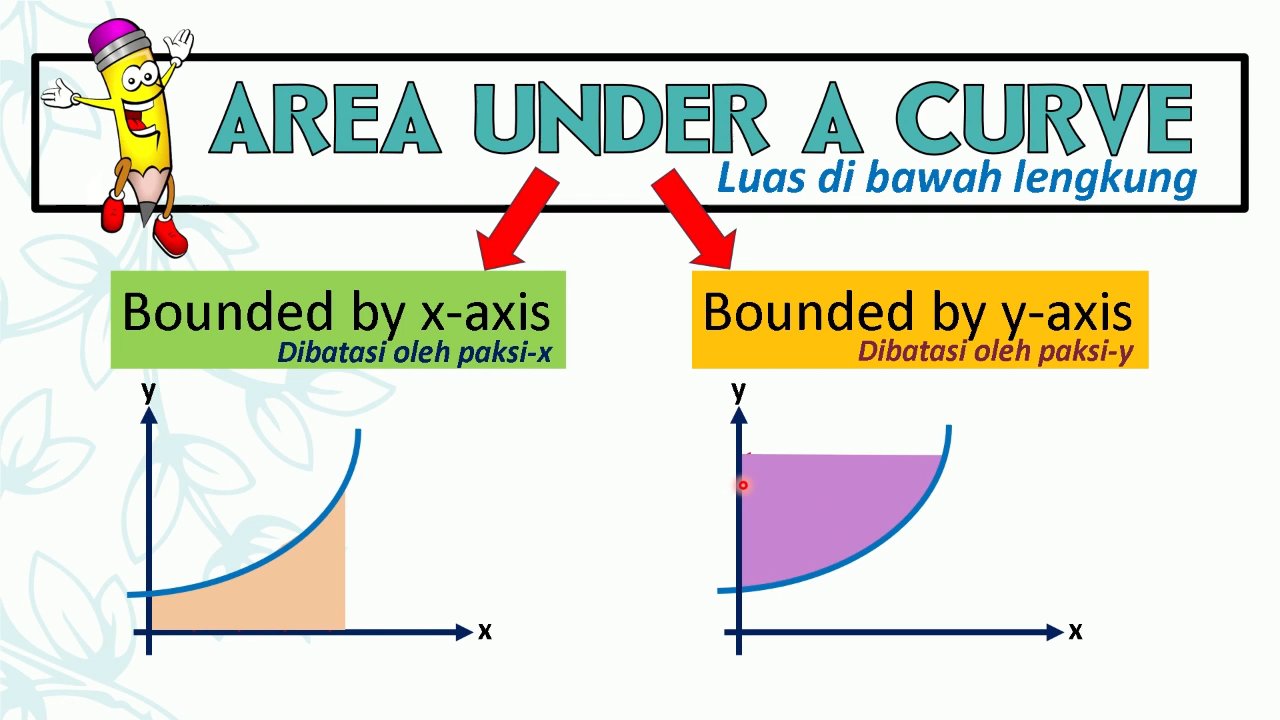 AREA UNDER A CURVE
Luas di bawah lengkung
Bounded by x-axis
Dibatasi oleh paksi-x
Bounded by y-axis
Dibatasi oleh paksi-y
y
x
y
x